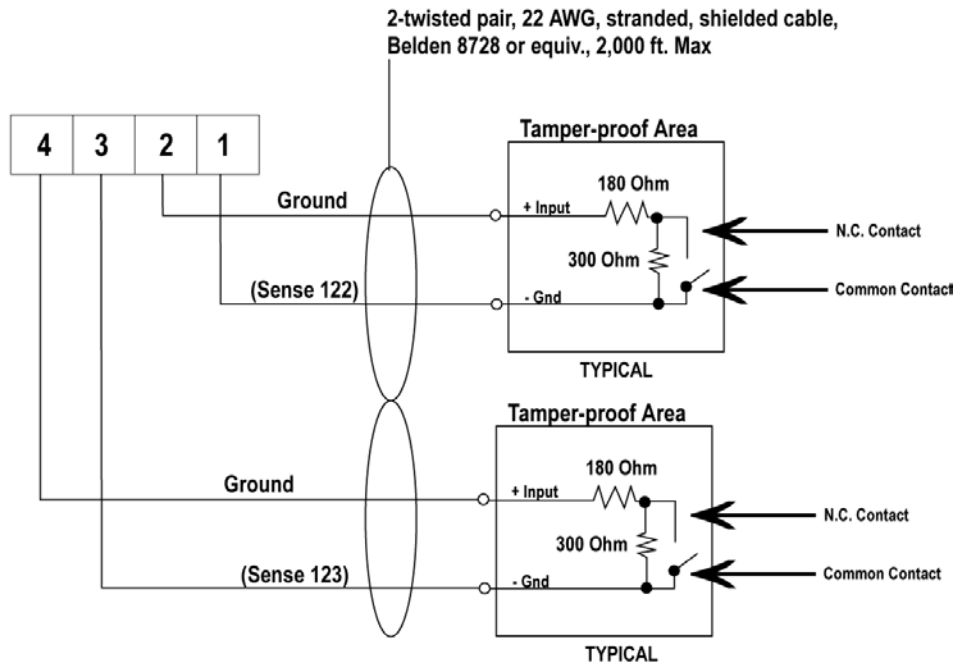 2-twisted pair, 22 AWG, stranded, shielded cable,
Belden 8728 or equiv., 2,000 ft. Max
4 3 2 1
Tamper-proof Area
180 Ohm
Ground
+ Input
N.C. Contact
300 Ohm
(Sense 122)
- Gnd
Common Contact
TYPICAL
Tamper-proof Area
180 Ohm
Ground
+ Input
N.C. Contact
300 Ohm
(Sense 123)
- Gnd
Common Contact
TYPICAL